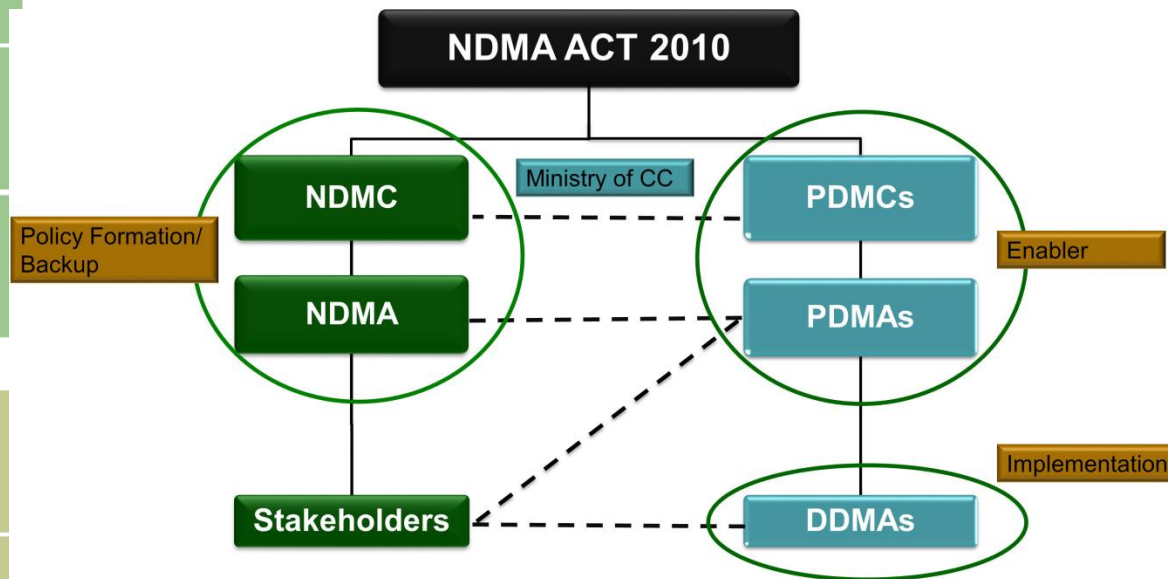 NDMA ACT 2010
NDMC
Ministry of CC
PDMCs
Policy Formation/
Backup
Enabler
NDMA
PDMAs
Implementation
Stakeholders
DDMAs